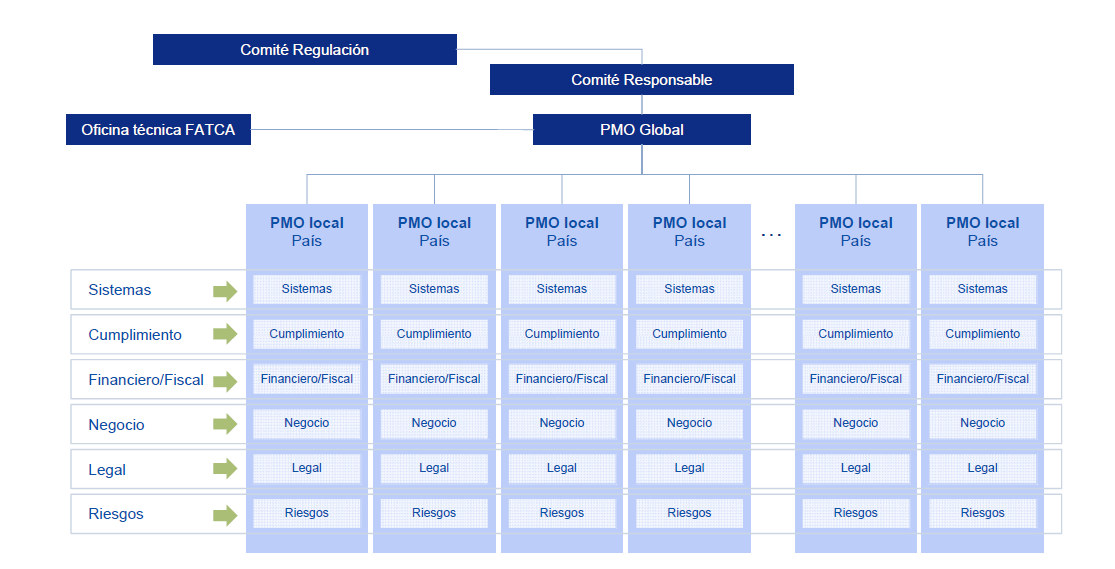 Comité Regulación
Comité Responsable
Oficina técnica FATCA
PMO Global
PMO local PMO local PMO local PMO local ... PMO local PMO local
País País País País País País
Sistemas Sistemas Sistemas Sistemas Sistemas Sistemas Sistemas
Cumplimiento Cumplimiento Cumplimiento Cumplimiento Cumplimiento Cumplimiento Cumplimiento
Financiero/Fiscal Financiero/Fiscal Financiero/Fiscal Financiero/Fiscal Financiero/Fiscal Financiero/Fiscal Financiero/Fiscal
Negocio Negocio Negocio Negocio Negocio Negocio Negocio
Legal Legal Legal Legal Legal Legal Legal
Riesgos Riesgos Riesgos Riesgos Riesgos Riesgos Riesgos